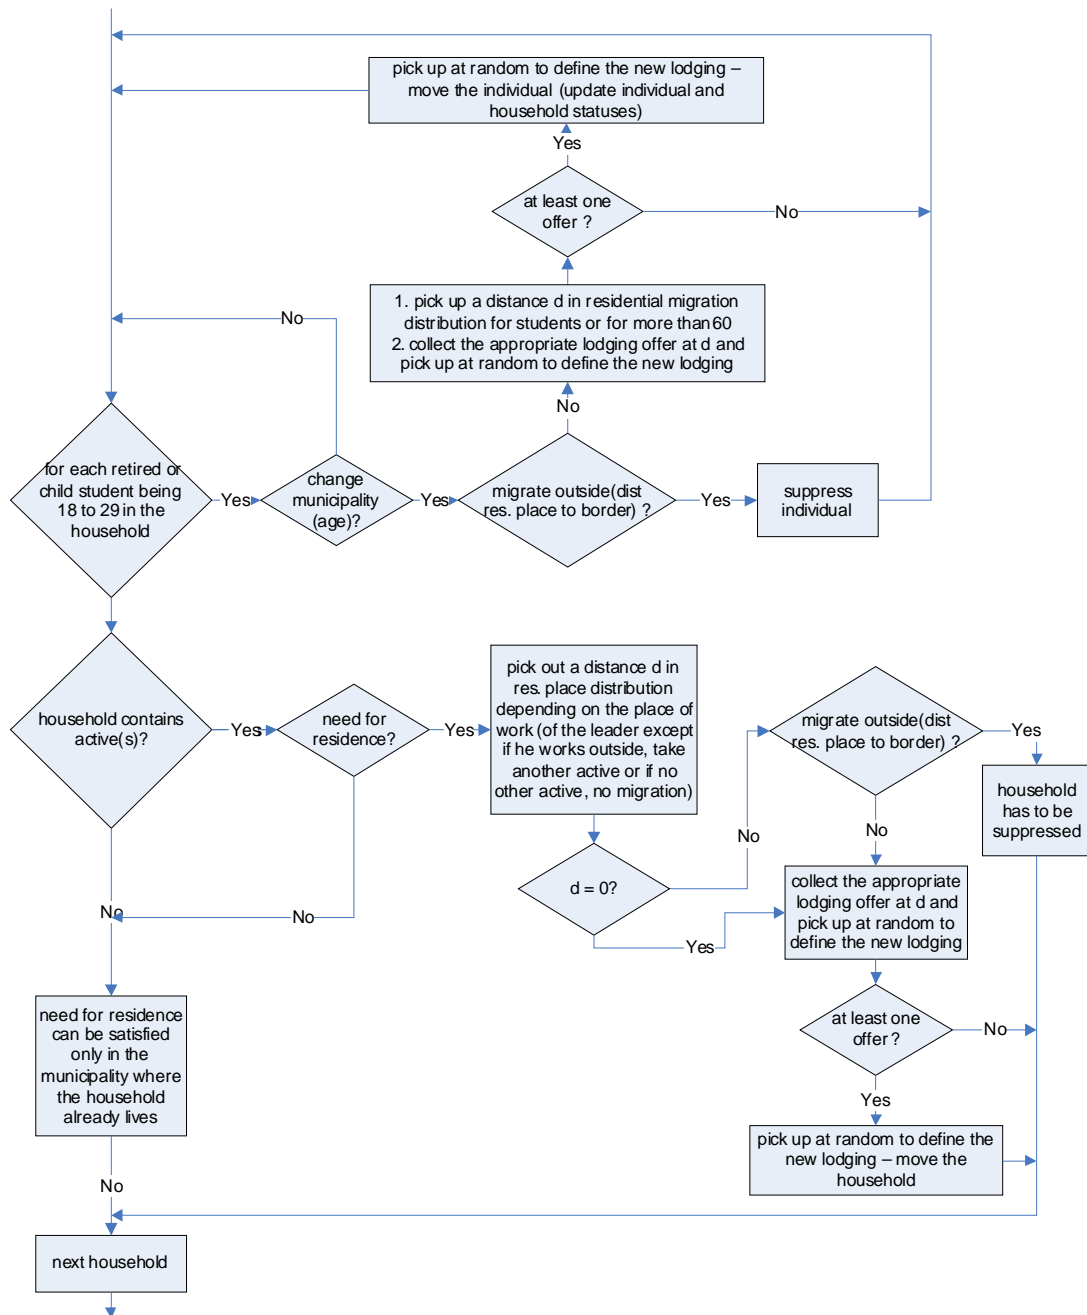 pick up at random to define the new lodging –
move the individual (update individual and
household statuses)
Yes
at least one
offer ?
No
1. pick up a distance d in residential migration
distribution for students or for more than 60
2. collect the appropriate lodging offer at d and
pick up at random to define the new lodging
No
No
for each retired or
child student being
18 to 29 in the
household
Yes
change
municipality
(age)?
Yes
migrate outside(dist
res. place to border) ?
Yes
suppress
individual
household contains
active(s)?
Yes
need for
residence?
Yes
pick out a distance d in
res. place distribution
depending on the place of
work (of the leader except
if he works outside, take
another active or if no
other active, no migration)
migrate outside(dist
res. place to border) ?
Yes
household
has to be
suppressed
No
No
d = 0?
collect the appropriate
lodging offer at d and
pick up at random to
define the new lodging
No
No
Yes
need for residence
can be satisfied
only in the
municipality where
the household
already lives
at least one
offer ?
No
Yes
pick up at random to define the
new lodging – move the
household
No
next household